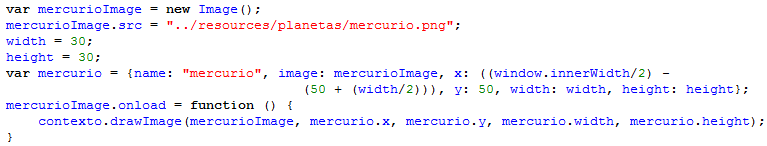 var mercurioImage = new Image();
mercurioImage.src = "../resources/planetas/mercurio.png";
width = 30;
height = 30;
var mercurio = {name: "mercurio", image: mercurioImage, x: ((window.innerWidth/2) -
(50 + (width/2))), y: 50, width: width, height: height};
mercurioImage.onload = function () {
    contexto.drawImage(mercurioImage, mercurio.x, mercurio.y, mercurio.width, mercurio.height);
}